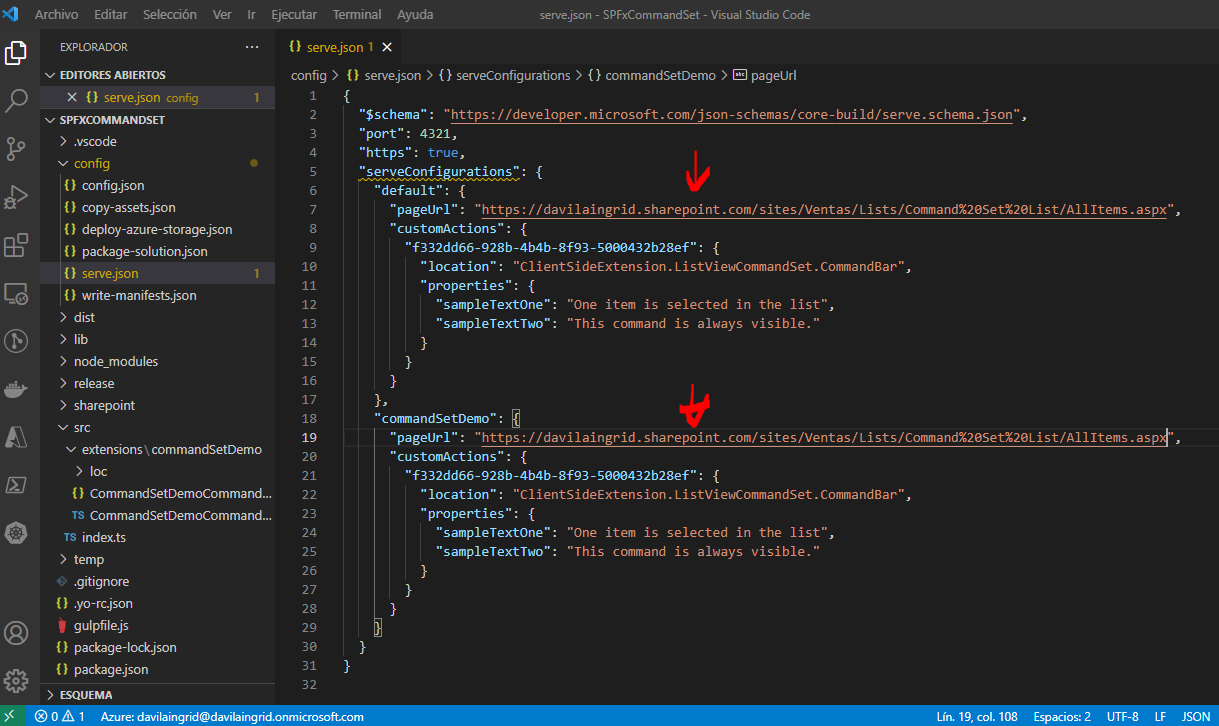 Archivo Editar Selección Ver Ir Ejecutar Terminal Ayuda
serve.json - SPFxCommandSet - Visual Studio Code
EXPLORADOR
EDITORES ABIERTOS
serve.json config 1
SPFXCOMMANDSET
.vscode
config
config.json
copy-assets.json
deploy-azure-storage.json
package-solution.json
serve.json 1
write-manifests.json
dist
lib
node_modules
release
sharepoint
src
extensions\commandSetDemo
loc
CommandSetDemoCommand...
CommandSetDemoCommand...
index.ts
temp
.gitignore
.yo-rc.json
gulpfile.js
package-lock.json
package.json
ESQUEMA
serve.json 1
config > {} serve.json > {} serveConfigurations > {} commandSetDemo > abc pageUrl
1 {
2 "$schema": "https://developer.microsoft.com/json-schemas/core-build/serve.schema.json",
3 "port": 4321,
4 "https": true,
5 "serveConfigurations": {
6 "default": {
7 "pageUrl": "https://davilaingrid.sharepoint.com/sites/Ventas/Lists/Command%20Set%20List/AllItems.aspx",
8 "customActions": {
9 "f332dd66-928b-4b4b-8f93-5000432b28ef": {
10 "location": "ClientSideExtension.ListViewCommandSet.CommandBar",
11 "properties": {
12 "sampleTextOne": "One item is selected in the list",
13 "sampleTextTwo": "This command is always visible."
14 }
15 }
16 }
17 },
18 "commandSetDemo": {
19 "pageUrl": "https://davilaingrid.sharepoint.com/sites/Ventas/Lists/Command%20Set%20List/AllItems.aspx",
20 "customActions": {
21 "f332dd66-928b-4b4b-8f93-5000432b28ef": {
22 "location": "ClientSideExtension.ListViewCommandSet.CommandBar",
23 "properties": {
24 "sampleTextOne": "One item is selected in the list",
25 "sampleTextTwo": "This command is always visible."
26 }
27 }
28 }
29 }
30 }
31 }
32
0 1 Azure: davilaingrid@davilaingrid.onmicrosoft.com
Lín. 19, col. 108 Espacios: 2 UTF-8 LF JSON